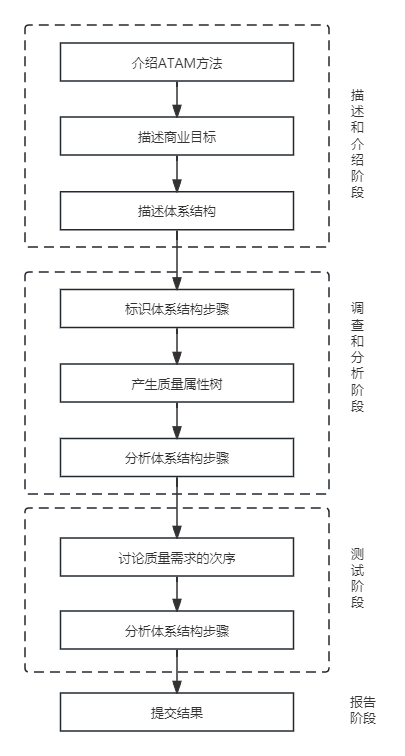 介绍ATAM方法
描述商业目标
描述体系结构
描述和介绍阶段
标识体系结构步骤
产生质量属性树
分析体系结构步骤
调查和分析阶段
讨论质量需求的次序
分析体系结构步骤
测试阶段
提交结果
报告
阶段